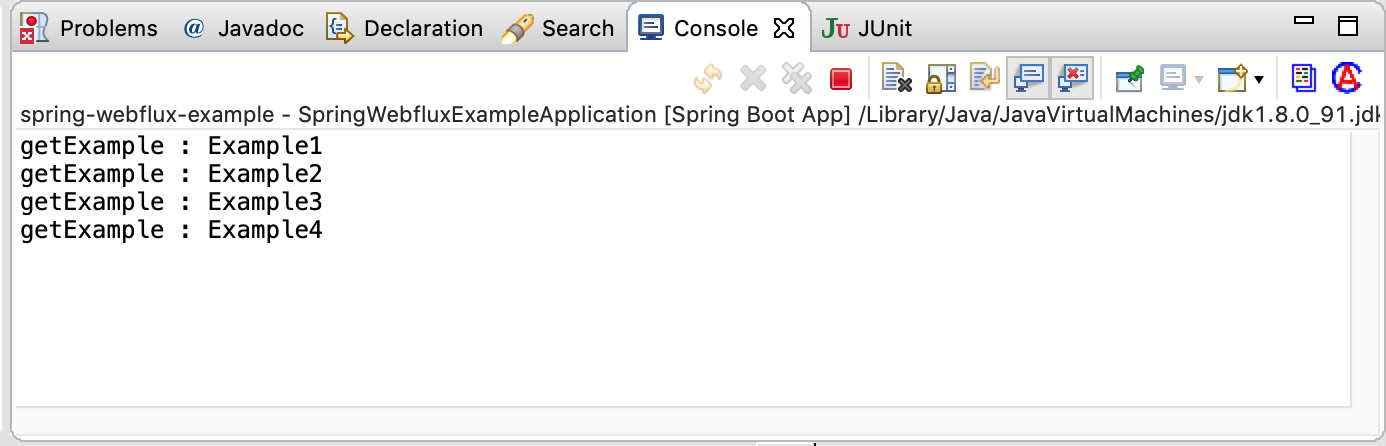 Problems @ Javadoc Declaration Search Console JU JUnit
spring-webflux-example - SpringWebfluxExampleApplication [Spring Boot App] /Library/Java/JavaVirtualMachines/jdk1.8.0_91.jdk
getExample : Example1
getExample : Example2
getExample : Example3
getExample : Example4